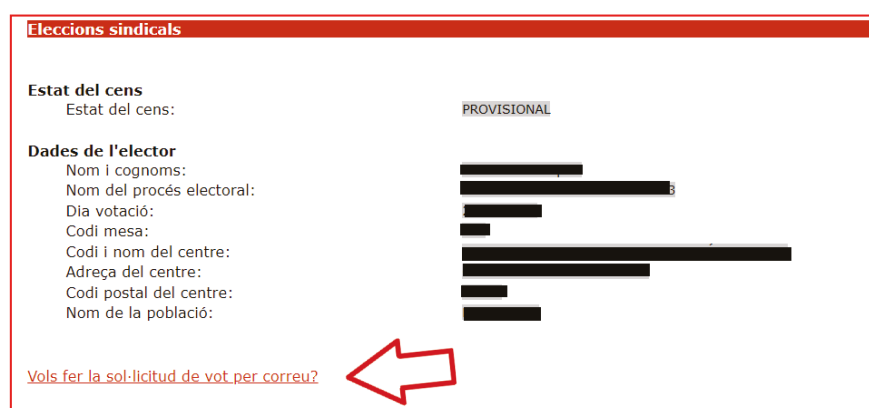 Eleccions sindicals
Estat del cens
Estat del cens: PROVISIONAL
Dades de l'elector
Nom i cognoms:
Nom del procés electoral:
Dia votació:
Codi mesa:
Codi i nom del centre:
Adreça del centre:
Codi postal del centre:
Nom de la població:
Vols fer la sol·licitud de vot per correu?